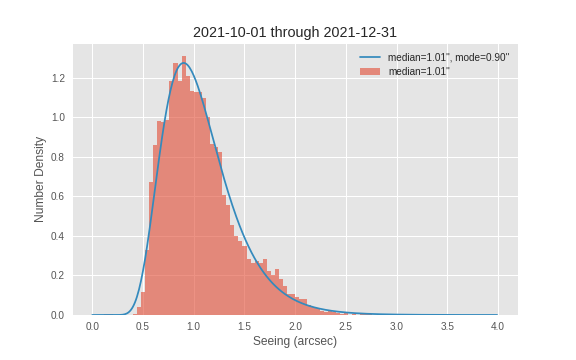 2021-10-01 through 2021-12-31
median=1.01", mode=0.90"
median=1.01"
Number Density
1.2
1.0
0.8
0.6
0.4
0.2
0.0
0.0 0.5 1.0 1.5 2.0 2.5 3.0 3.5 4.0
Seeing (arcsec)